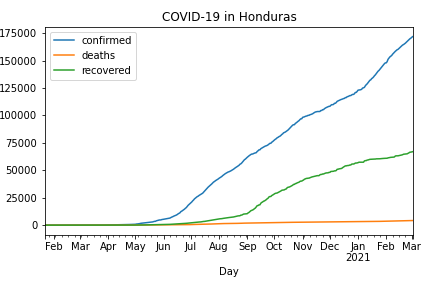 COVID-19 in Honduras
confirmed
deaths
recovered
175000
150000
125000
100000
75000
50000
25000
0
Feb Mar Apr May Jun Jul Aug Sep Oct Nov Dec Jan Feb Mar
2021
Day